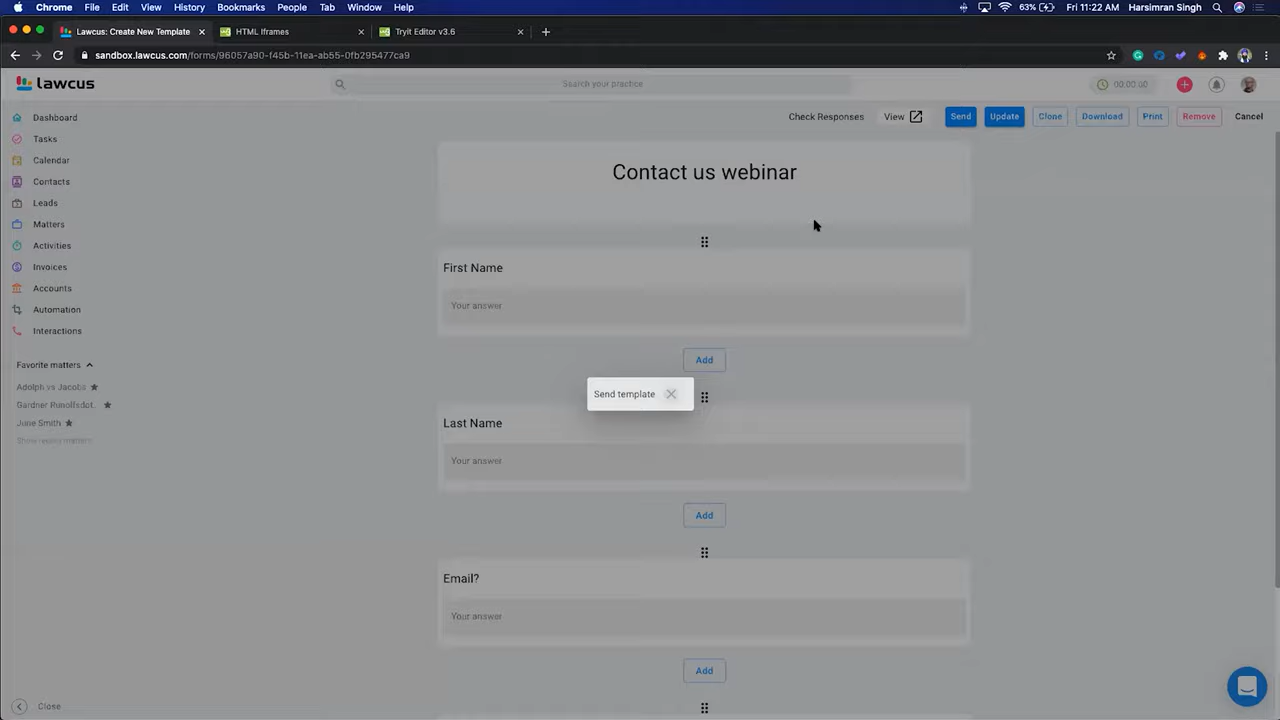 Chrome File Edit View History Bookmarks People Tab Window Help 63% Fri 11:22 AM Harsimran Singh
Lawcus: Create New Template HTML Iframes Tryit Editor v3.6
sandbox.lawcus.com/forms/96057a90-f45b-11ea-ab55-0fb295477ca9
lawcus Search your practice 00:00:00
Check Responses View Send Update Clone Download Print Remove Cancel
Dashboard
Tasks
Calendar
Contacts
Leads
Matters
Activities
Invoices
Accounts
Automation
Interactions
Favorite matters
Adolph vs Jacobs
Gardner Runolfsdot..
June Smith
Show recent matters
Close
Contact us webinar
First Name
Your answer
Add
Send template
Last Name
Your answer
Add
Email?
Your answer
Add